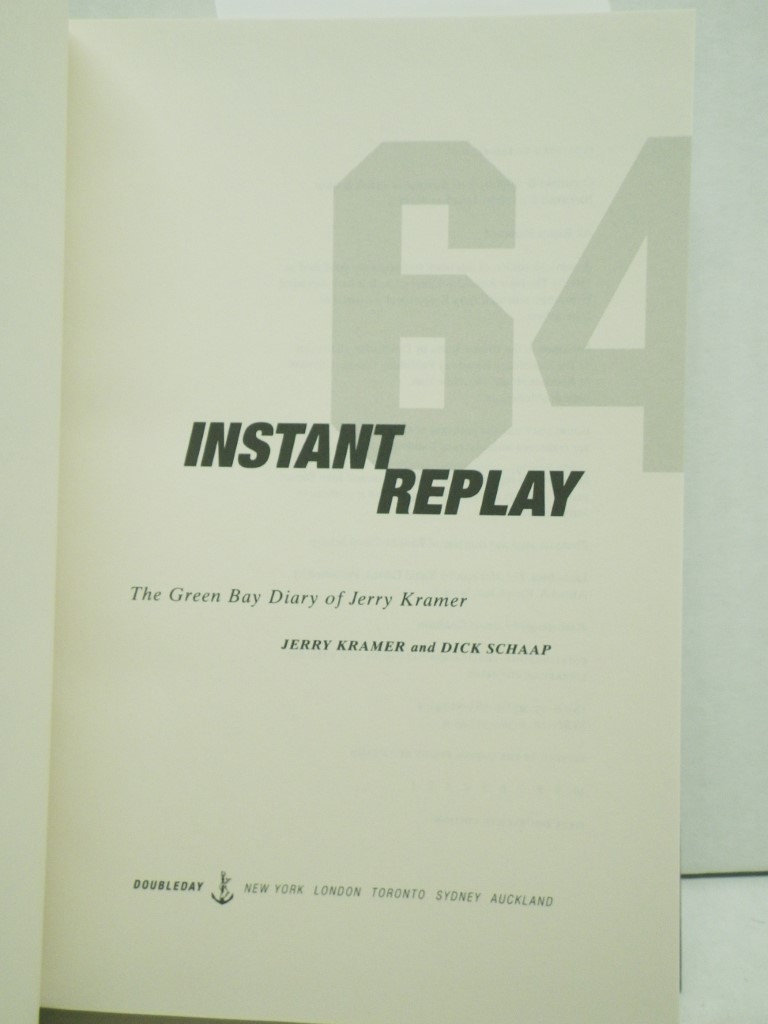 64
INSTANT
REPLAY
The Green Bay Diary of Jerry Kramer
JERRY KRAMER and DICK SCHAAP
DOUBLEDAY NEW YORK LONDON TORONTO SYDNEY AUCKLAND